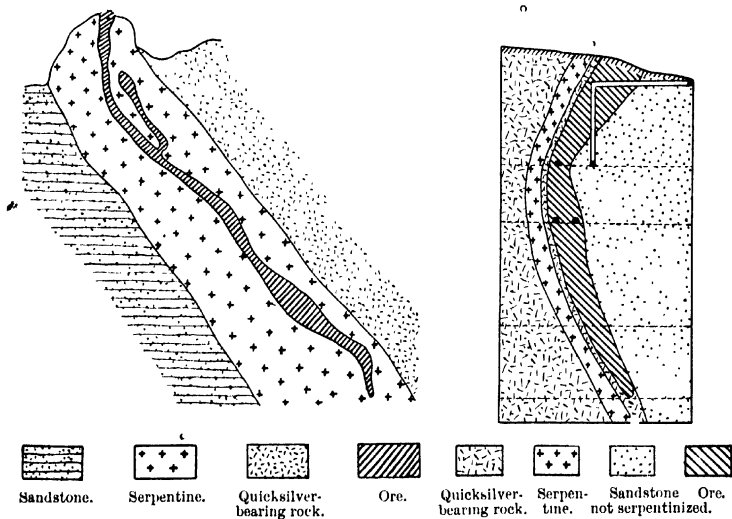 Sandstone.
Serpentine.
Quicksilver-
bearing rock.
Ore.
Quicksilver-
bearing rock.
Serpen-
tine.
Sandstone
not serpentinized.
Ore.